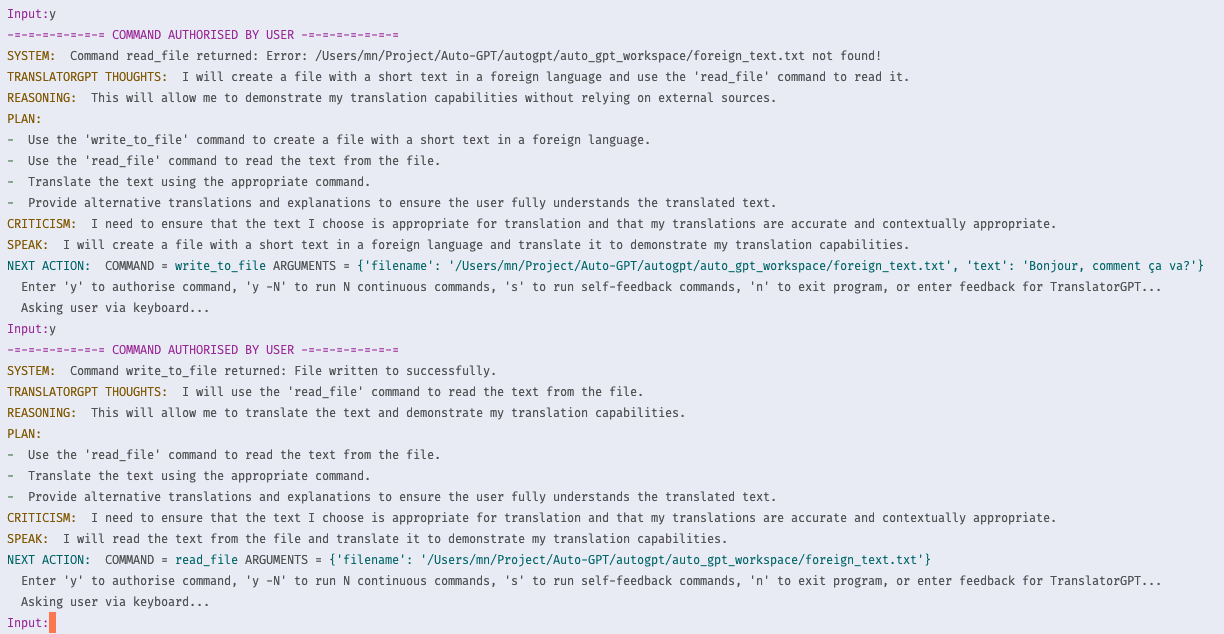 Input:y
-=-=-=-=-=-=-= COMMAND AUTHORISED BY USER -=-=-=-=-=-=-=
SYSTEM:  Command read_file returned: Error: /Users/mn/Project/Auto-GPT/autogpt/auto_gpt_workspace/foreign_text.txt not found!
TRANSLATORGPT THOUGHTS:  I will create a file with a short text in a foreign language and use the 'read_file' command to read it.
REASONING:  This will allow me to demonstrate my translation capabilities without relying on external sources.
PLAN:
-  Use the 'write_to_file' command to create a file with a short text in a foreign language.
-  Use the 'read_file' command to read the text from the file.
-  Translate the text using the appropriate command.
-  Provide alternative translations and explanations to ensure the user fully understands the translated text.
CRITICISM:  I need to ensure that the text I choose is appropriate for translation and that my translations are accurate and contextually appropriate.
SPEAK:  I will create a file with a short text in a foreign language and translate it to demonstrate my translation capabilities.
NEXT ACTION:  COMMAND = write_to_file ARGUMENTS = {'filename': '/Users/mn/Project/Auto-GPT/autogpt/auto_gpt_workspace/foreign_text.txt', 'text': 'Bonjour, comment ça va?'}
  Enter 'y' to authorise command, 'y -N' to run N continuous commands, 's' to run self-feedback commands, 'n' to exit program, or enter feedback for TranslatorGPT...
  Asking user via keyboard...
Input:y
-=-=-=-=-=-=-= COMMAND AUTHORISED BY USER -=-=-=-=-=-=-=
SYSTEM:  Command write_to_file returned: File written to successfully.
TRANSLATORGPT THOUGHTS:  I will use the 'read_file' command to read the text from the file.
REASONING:  This will allow me to translate the text and demonstrate my translation capabilities.
PLAN:
-  Use the 'read_file' command to read the text from the file.
-  Translate the text using the appropriate command.
-  Provide alternative translations and explanations to ensure the user fully understands the translated text.
CRITICISM:  I need to ensure that the text I choose is appropriate for translation and that my translations are accurate and contextually appropriate.
SPEAK:  I will read the text from the file and translate it to demonstrate my translation capabilities.
NEXT ACTION:  COMMAND = read_file ARGUMENTS = {'filename': '/Users/mn/Project/Auto-GPT/autogpt/auto_gpt_workspace/foreign_text.txt'}
  Enter 'y' to authorise command, 'y -N' to run N continuous commands, 's' to run self-feedback commands, 'n' to exit program, or enter feedback for TranslatorGPT...
  Asking user via keyboard...
Input: